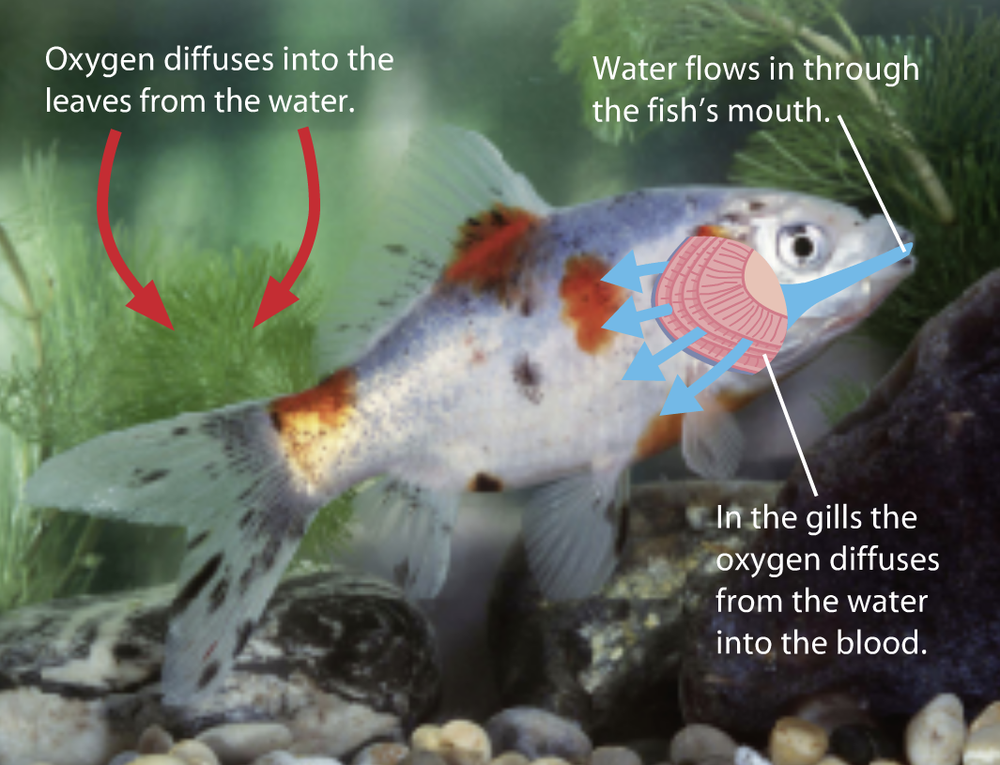 Oxygen diffuses into the
leaves from the water.
Water flows in through
the fish's mouth.
In the gills the
oxygen diffuses
from the water
into the blood.